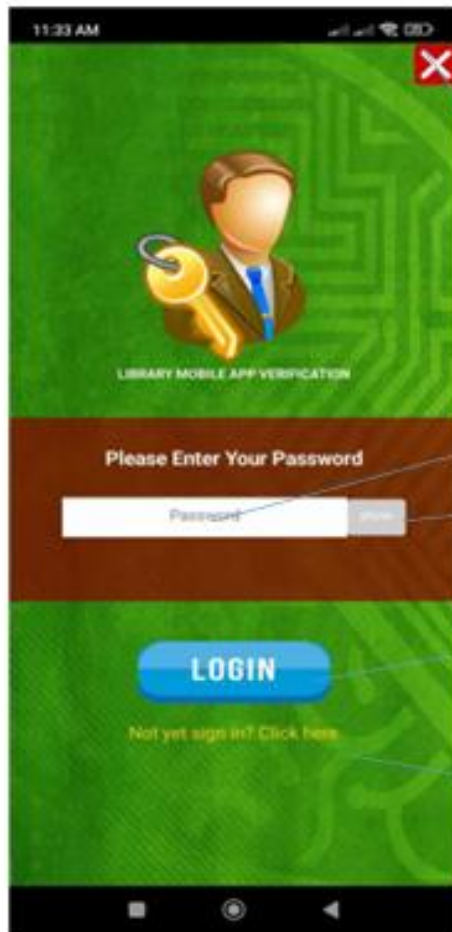 11:33 AM
LIBRARY MOBILE APP VERIFICATION
Please Enter Your Password
Password
LOGIN
Not yet sign in? Click here